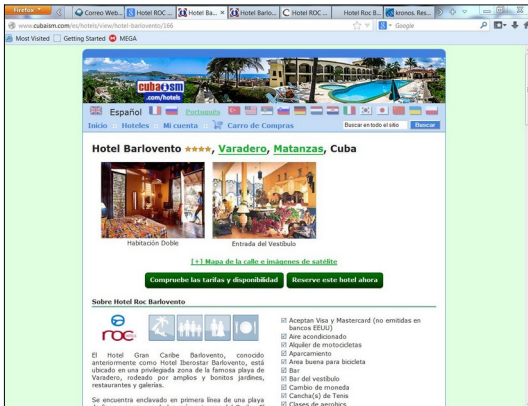 Firefox
Correo Web...
Hotel ROC ...
Hotel Ba...
Hotel Barlo...
Hotel ROC ...
Hotel Roc B...
kronos. Res...
www.cubaism.com/es/hotels/view/hotel-barlovento/166
Google
Most Visited
Getting Started
MEGA
cubaism
.com/hotels
Español
Português
Inicio
Hoteles
Mi cuenta
Carro de Compras
Buscar en todo el sitio
Buscar
Hotel Barlovento ****, Varadero, Matanzas, Cuba
Habitación Doble
Entrada del Vestíbulo
[+] Mapa de la calle e imágenes de satélite
Compruebe las tarifas y disponibilidad
Reserve este hotel ahora
Sobre Hotel Roc Barlovento
roc
El Hotel Gran Caribe Barlovento, conocido
anteriormente como Hotel Iberostar Barlovento, está
ubicado en una privilegiada zona de la famosa playa de
Varadero, rodeado por amplios y bonitos jardines,
restaurantes y galerías.
Se encuentra enclavado en primera línea de una playa
Aceptan Visa y Mastercard (no emitidas en
bancos EEUU)
Aire acondicionado
Alquiler de motocicletas
Aparcamiento
Area buena para bicicleta
Bar
Bar del vestíbulo
Cambio de moneda
Cancha(s) de Tenis
Clases de aerobics